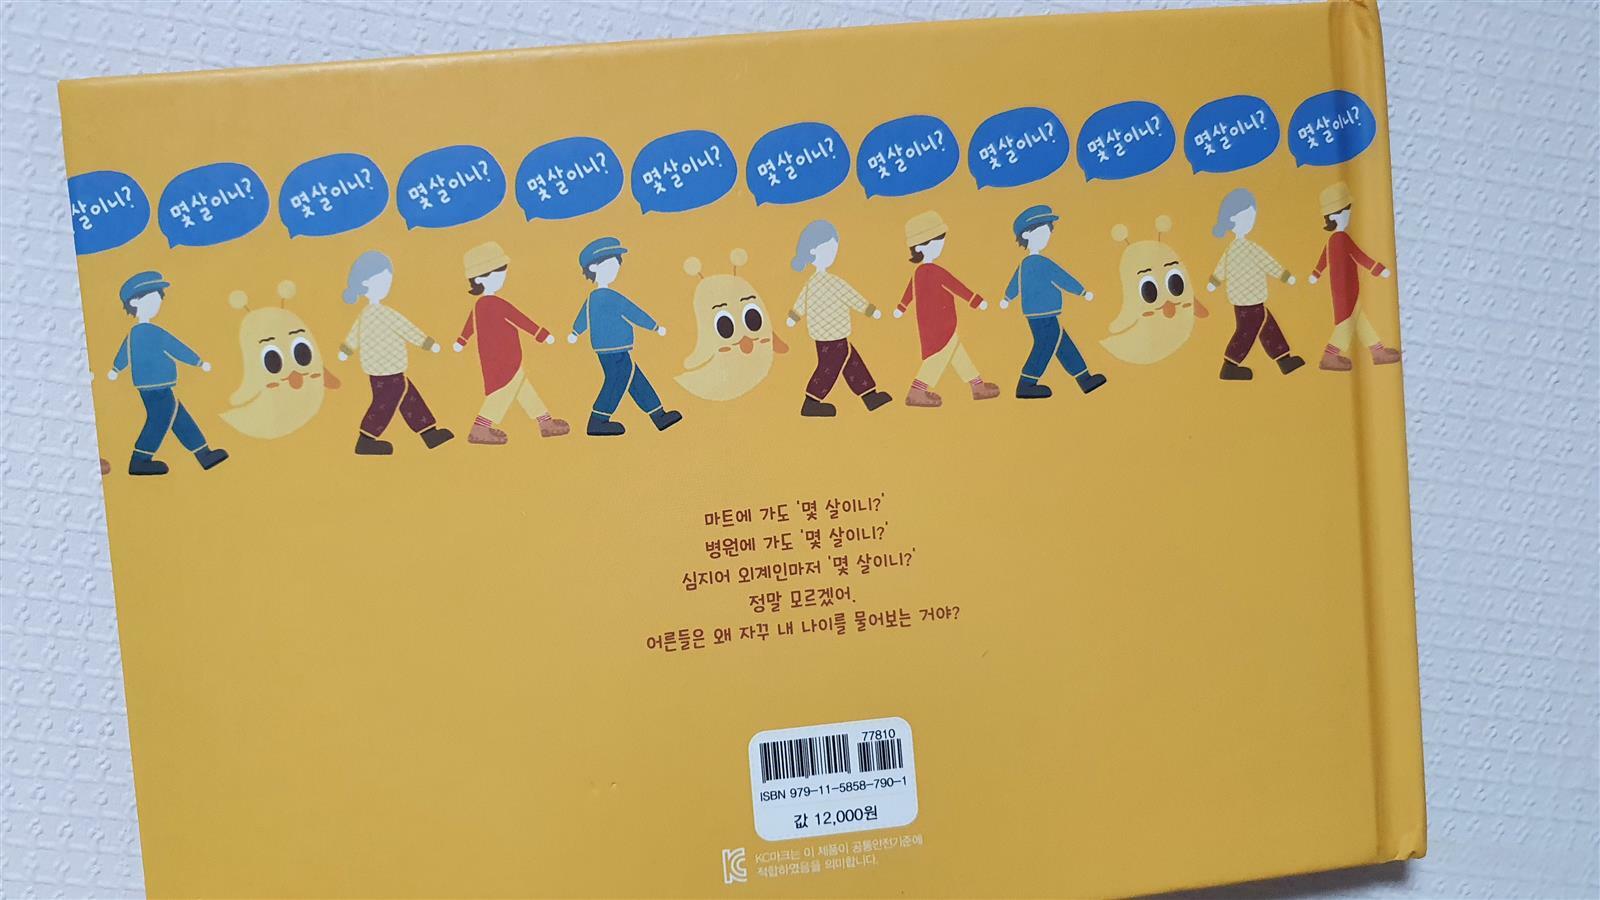 살이니? 몇살이니? 몇살이니? 몇살이니? 몇살이니? 몇살이니? 몇살이니? 몇살이니? 몇살이니? 몇살이니? 몇살이니? 몇살이니?
마트에 가도 '몇 살이니?'
병원에 가도 '몇 살이니?'
심지어 외계인마저 '몇 살이니?'
정말 모르겠어.
어른들은 왜 자꾸 내 나이를 물어보는 거야?
77810
ISBN 979-11-5858-790-1
값 12,000원
KC마크는 이 제품이 공통안전기준에
적합하였음을 의미합니다.